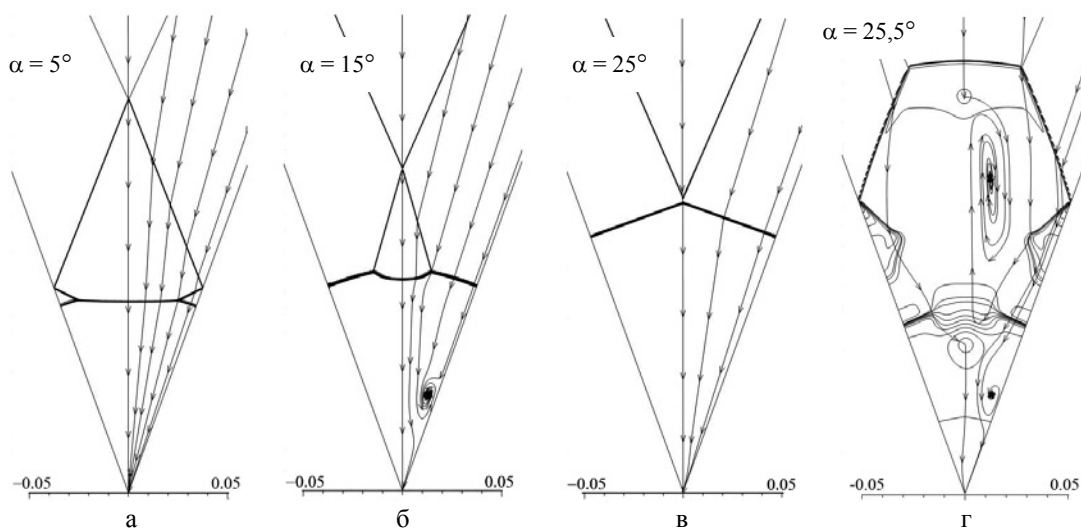 α = 5°
α = 15°
α = 25°
α = 25,5°
−0.05 0.05
−0.05 0.05
-0.05 0.05
-0.05 0.05
а
б
в
г